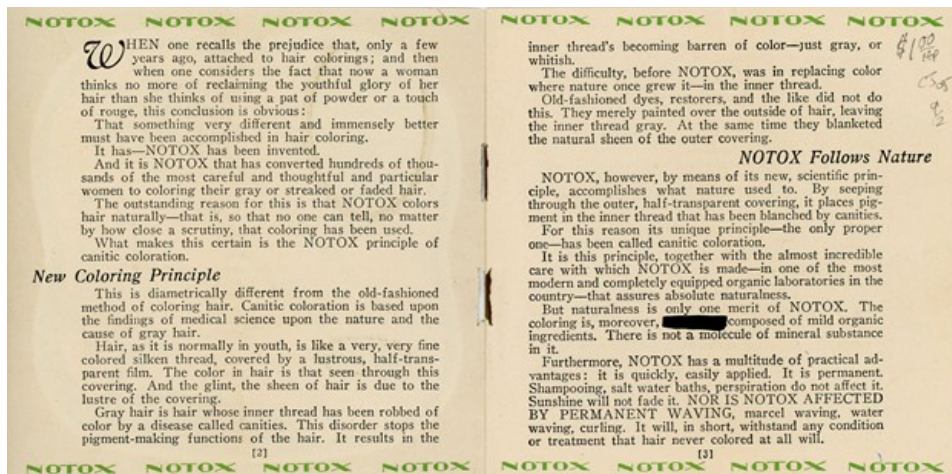 NOTOX NOTOX NOTOX NOTOX
WHEN one recalls the prejudice that, only a few
years ago, attached to hair colorings; and then
when one considers the fact that now a woman
thinks no more of reclaiming the youthful glory of her
hair than she thinks of using a pat of powder or a touch
of rouge, this conclusion is obvious:
That something very different and immensely better
must have been accomplished in hair coloring.
It has—NOTOX has been invented.
And it is NOTOX that has converted hundreds of thou-
sands of the most careful and thoughtful and particular
women to coloring their gray or streaked or faded hair.
The outstanding reason for this is that NOTOX colors
hair naturally—that is, so that no one can tell, no matter
by how close a scrutiny, that coloring has been used.
What makes this certain is the NOTOX principle of
canitic coloration.
New Coloring Principle
This is diametrically different from the old-fashioned
method of coloring hair. Canitic coloration is based upon
the findings of medical science upon the nature and the
cause of gray hair.
Hair, as it is normally in youth, is like a very, very fine
colored silken thread, covered by a lustrous, half-trans-
parent film. The color in hair is that seen through this
covering. And the glint, the sheen of hair is due to the
lustre of the covering.
Gray hair is hair whose inner thread has been robbed of
color by a disease called canities. This disorder stops the
pigment-making functions of the hair. It results in the
[2]
NOTOX NOTOX NOTOX NOTOX
NOTOX NOTOX NOTOX NOTOX
inner thread's becoming barren of color—just gray, or
whitish.
The difficulty, before NOTOX, was in replacing color
where nature once grew it—in the inner thread.
Old-fashioned dyes, restorers, and the like did not do
this. They merely painted over the outside of hair, leaving
the inner thread gray. At the same time they blanketed
the natural sheen of the outer covering.
NOTOX Follows Nature
NOTOX, however, by means of its new, scientific prin-
ciple, accomplishes what nature used to. By seeping
through the outer, half-transparent covering, it places pig-
ment in the inner thread that has been blanched by canities.
For this reason its unique principle—the only proper
one—has been called canitic coloration.
It is this principle, together with the almost incredible
care with which NOTOX is made—in one of the most
modern and completely equipped organic laboratories in the
country—that assures absolute naturalness.
But naturalness is only one merit of NOTOX. The
coloring is, moreover, composed of mild organic
ingredients. There is not a molecule of mineral substance
in it.
Furthermore, NOTOX has a multitude of practical ad-
vantages: it is quickly, easily applied. It is permanent.
Shampooing, salt water baths, perspiration do not affect it.
Sunshine will not fade it. NOR IS NOTOX AFFECTED
BY PERMANENT WAVING, marcel waving, water
waving, curling. It will, in short, withstand any condition
or treatment that hair never colored at all will.
[3]
NOTOX NOTOX NOTOX NOTOX
$1.00